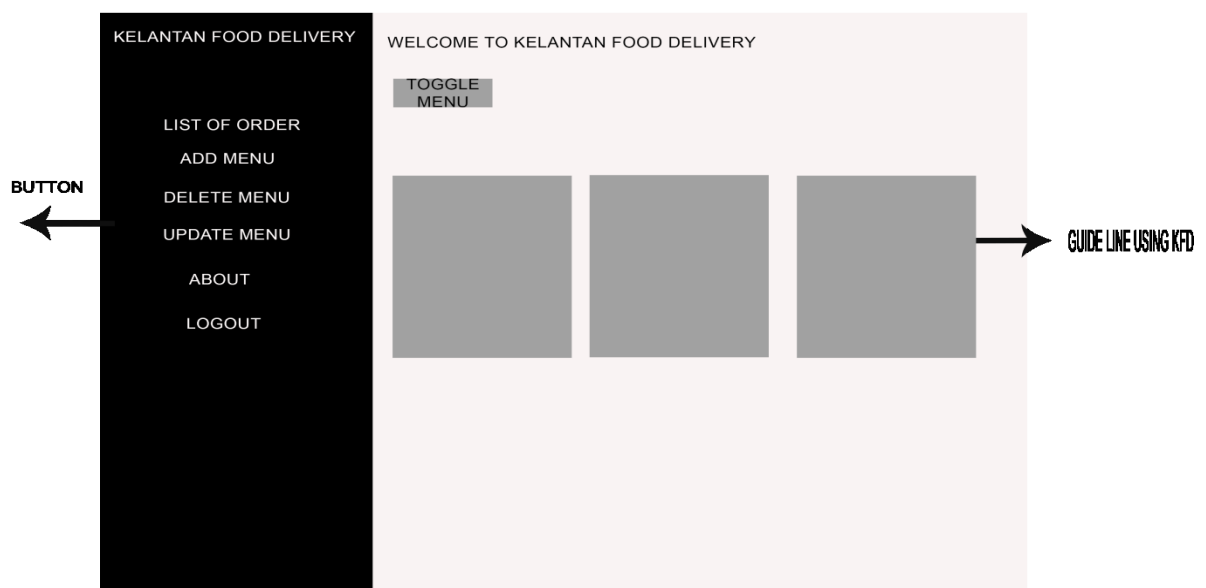 KELANTAN FOOD DELIVERY
LIST OF ORDER
ADD MENU
DELETE MENU
UPDATE MENU
ABOUT
LOGOUT
BUTTON
WELCOME TO KELANTAN FOOD DELIVERY
TOGGLE
MENU
GUIDE LINE USING KFD